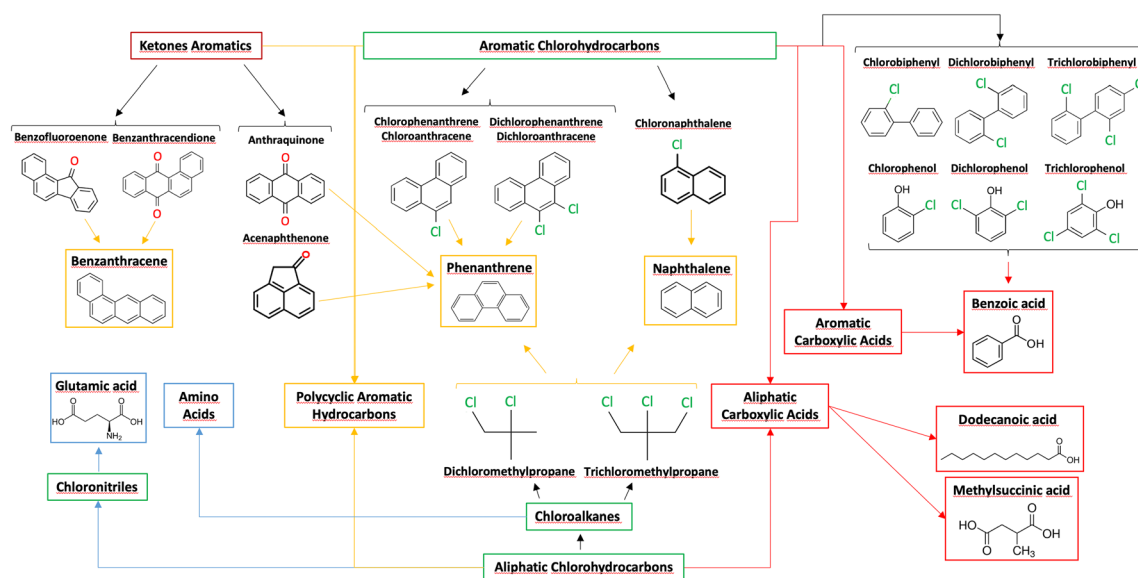 Ketones Aromatics
Aromatic Chlorohydrocarbons
Chlorobiphenyl
Dichlorobiphenyl
Trichlorobiphenyl
Cl
Cl
Cl
Cl
Cl
Cl
Benzofluoroenone
Benzanthracendione
Anthraquinone
Chlorophenanthrene
Chloroanthracene
Dichlorophenanthrene
Dichloroanthracene
Chloronaphthalene
O
O
O
O
O
Cl
Cl
Cl
Cl
Chlorophenol
Dichlorophenol
Trichlorophenol
OH
Cl
OH
Cl
Cl
Cl
OH
Cl
Cl
Acenaphthenone
O
Benzanthracene
Phenanthrene
Naphthalene
Aromatic
Carboxylic Acids
Benzoic acid
O
OH
Glutamic acid
O
O
HO
OH
NH2
Amino
Acids
Polycyclic Aromatic
Hydrocarbons
Cl
Cl
Cl
Cl
Cl
Dichloromethylpropane
Trichloromethylpropane
Aliphatic
Carboxylic Acids
Dodecanoic acid
O
OH
Chloronitriles
Methylsuccinic acid
O
HO
OH
O
CH3
Chloroalkanes
Aliphatic Chlorohydrocarbons